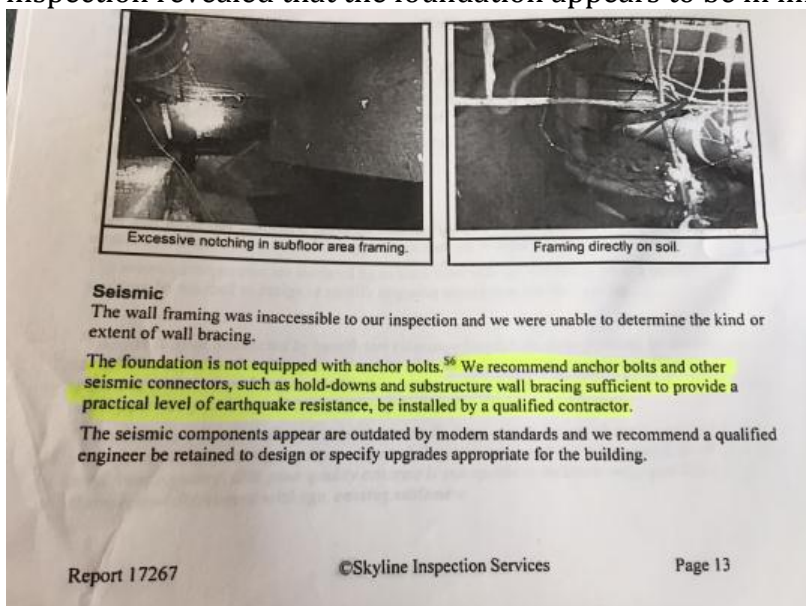 inspection revealed that the foundation appears to be in
Excessive notching in subfloor area framing.
Framing directly on soil.
Seismic
The wall framing was inaccessible to our inspection and we were unable to determine the kind or
extent of wall bracing.
The foundation is not equipped with anchor bolts.⁵⁶ We recommend anchor bolts and other
seismic connectors, such as hold-downs and substructure wall bracing sufficient to provide a
practical level of earthquake resistance, be installed by a qualified contractor.
The seismic components appear are outdated by modern standards and we recommend a qualified
engineer be retained to design or specify upgrades appropriate for the building.
Report 17267
©Skyline Inspection Services
Page 13